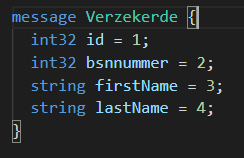 message Verzekerde {
  int32 id = 1;
  int32 bsnnummer = 2;
  string firstName = 3;
  string lastName = 4;
}